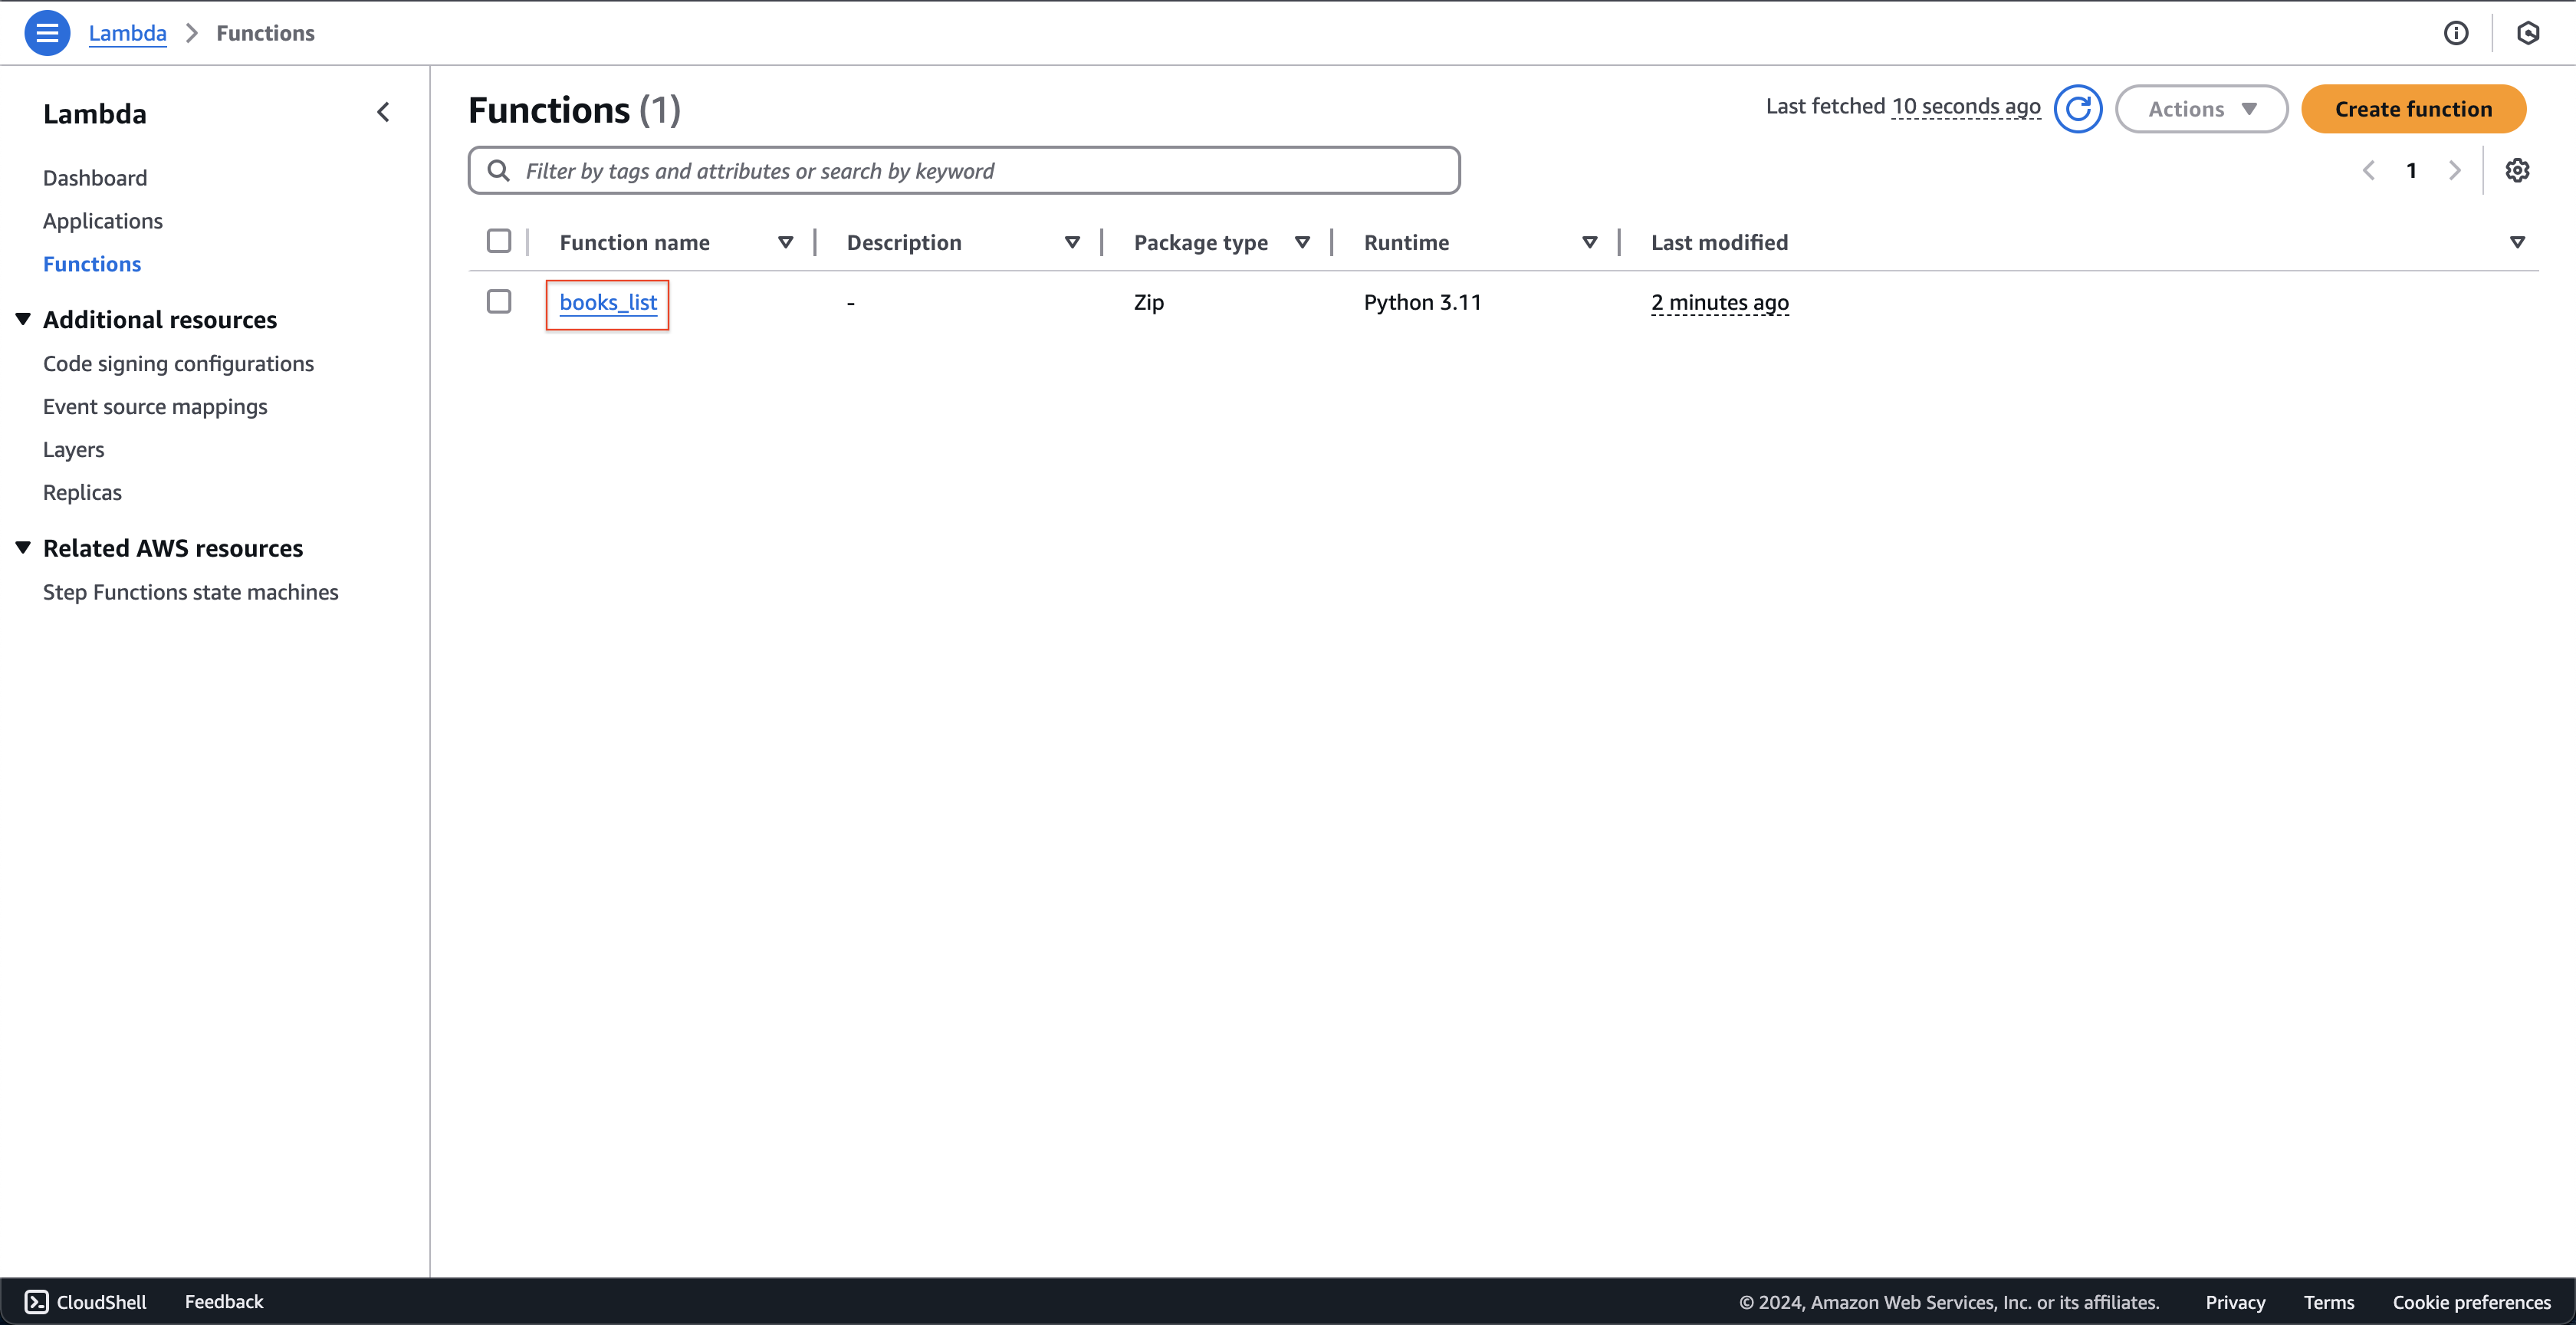 Lambda > Functions
Lambda
Dashboard
Applications
Functions
Additional resources
Code signing configurations
Event source mappings
Layers
Replicas
Related AWS resources
Step Functions state machines
Functions (1)
Last fetched 10 seconds ago
Actions
Create function
Filter by tags and attributes or search by keyword
1
Function name Description Package type Runtime Last modified
books_list - Zip Python 3.11 2 minutes ago
CloudShell Feedback © 2024, Amazon Web Services, Inc. or its affiliates. Privacy Terms Cookie preferences